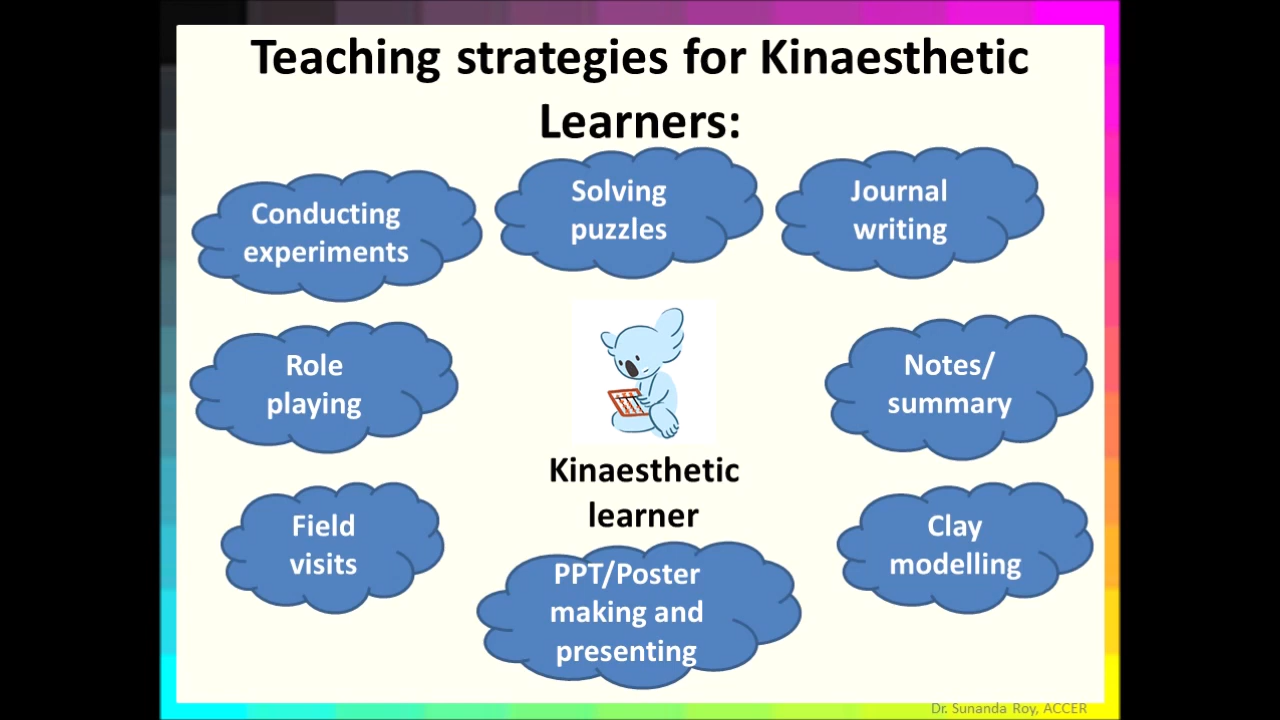 Teaching strategies for Kinaesthetic
Learners:
Conducting
experiments
Solving
puzzles
Journal
writing
Role
playing
Notes/
summary
Kinaesthetic
learner
Field
visits
Clay
modelling
PPT/Poster
making and
presenting
Dr. Sunanda Roy, ACCER